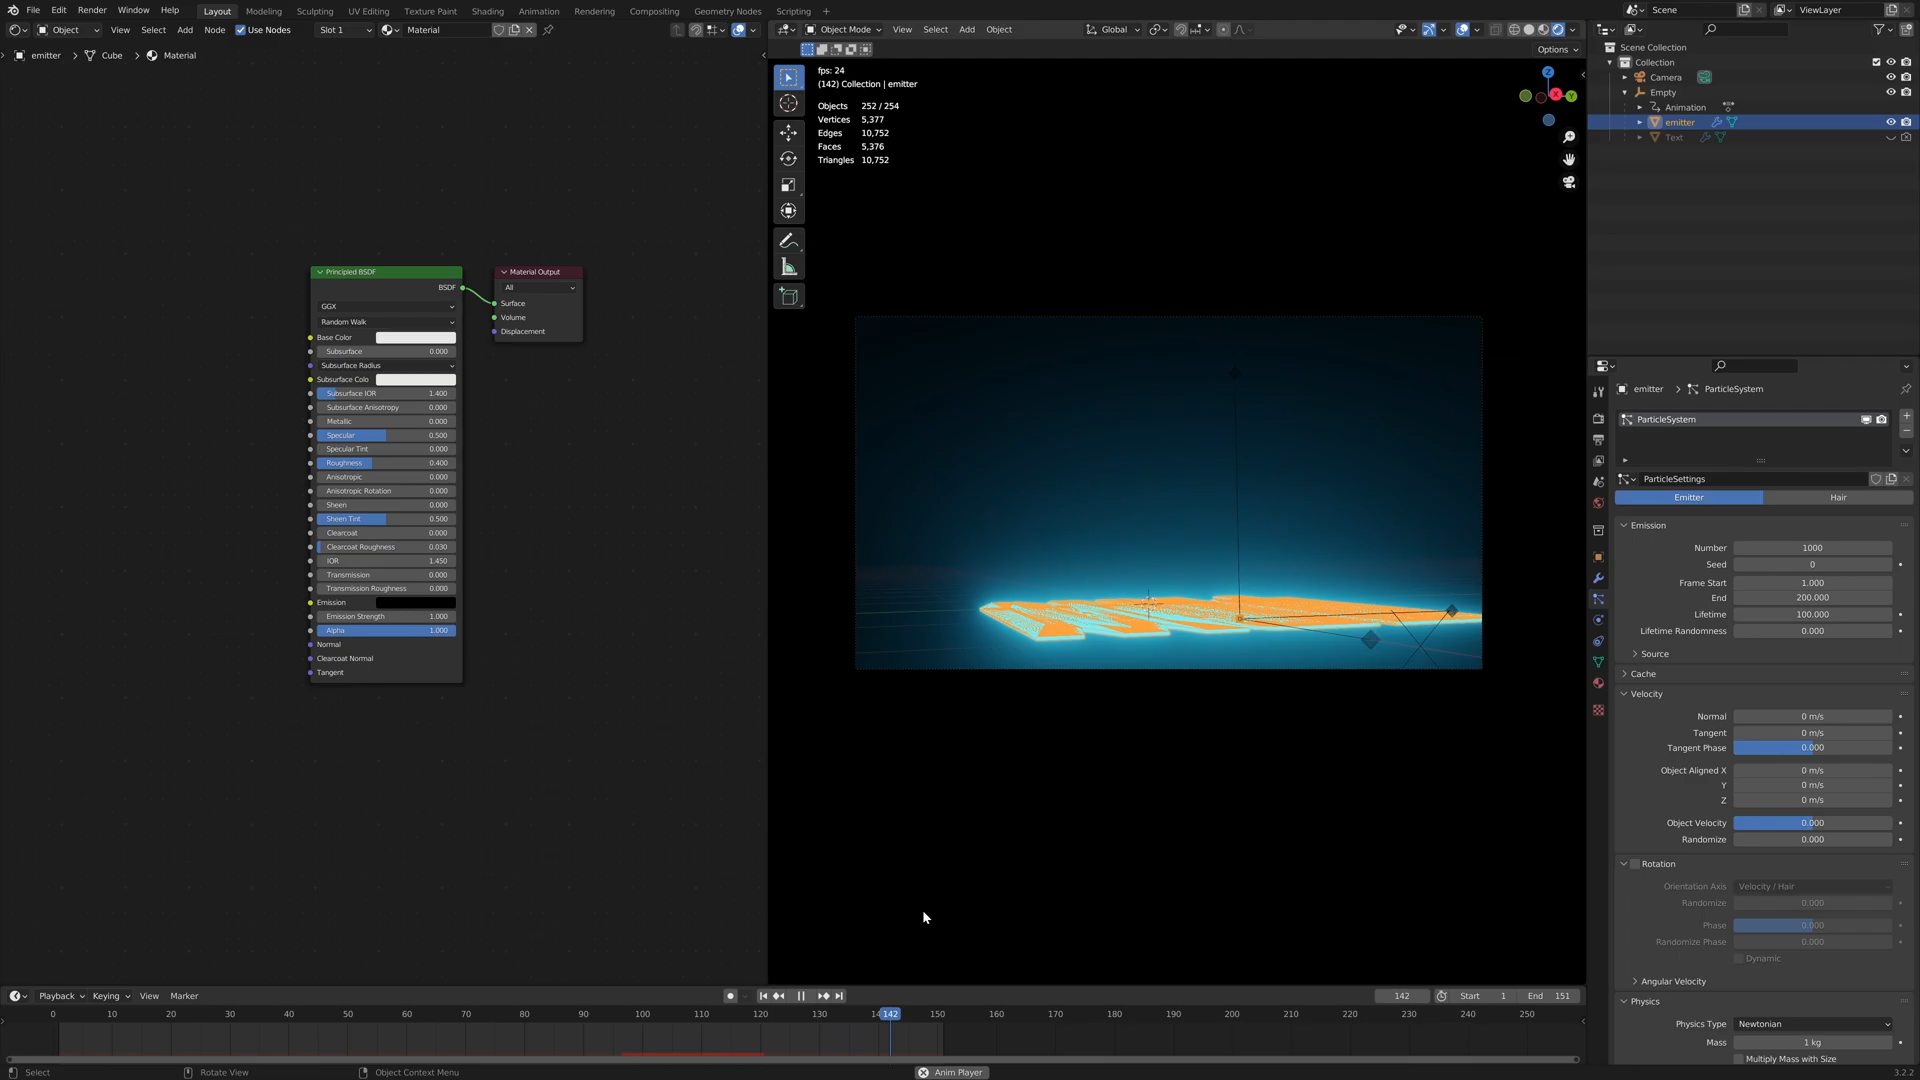 File Edit Render Window Help Layout Modeling Sculpting UV Editing Texture Paint Shading Animation Rendering Compositing Geometry Nodes Scripting + Scene ViewLayer
Object View Select Add Node Use Nodes Slot 1 Material
Object Mode View Select Add Object Global
Options
emitter > Cube > Material
Principled BSDF
BSDF
GGX
Random Walk
Base Color
Subsurface 0.000
Subsurface Radius
Subsurface Colo
Subsurface IOR 1.400
Subsurface Anisotropy 0.000
Metallic 0.000
Specular 0.500
Specular Tint 0.000
Roughness 0.400
Anisotropic 0.000
Anisotropic Rotation 0.000
Sheen 0.000
Sheen Tint 0.500
Clearcoat 0.000
Clearcoat Roughness 0.030
IOR 1.450
Transmission 0.000
Transmission Roughness 0.000
Emission
Emission Strength 1.000
Alpha 1.000
Normal
Clearcoat Normal
Tangent
Material Output
All
Surface
Volume
Displacement
fps: 24
(142) Collection | emitter
Objects 252 / 254
Vertices 5,377
Edges 10,752
Faces 5,376
Triangles 10,752
Z
X
Y
Scene Collection
Collection
Camera
Empty
Animation
emitter
Text
emitter > ParticleSystem
ParticleSystem
ParticleSettings
Emitter Hair
Emission
Number 1000
Seed 0
Frame Start 1.000
End 200.000
Lifetime 100.000
Lifetime Randomness 0.000
Source
Cache
Velocity
Normal 0 m/s
Tangent 0 m/s
Tangent Phase 0.000
Object Aligned X 0 m/s
Y 0 m/s
Z 0 m/s
Object Velocity 0.000
Randomize 0.000
Rotation
Orientation Axis Velocity / Hair
Randomize 0.000
Phase 0.000
Randomize Phase 0.000
Dynamic
Angular Velocity
Physics
Physics Type Newtonian
Mass 1 kg
Multiply Mass with Size
Playback Keying View Marker 142 Start 1 End 151
0 10 20 30 40 50 60 70 80 90 100 110 120 130 14 142 150 160 170 180 190 200 210 220 230 240 250
Select Rotate View Object Context Menu Anim Player 3.2.2